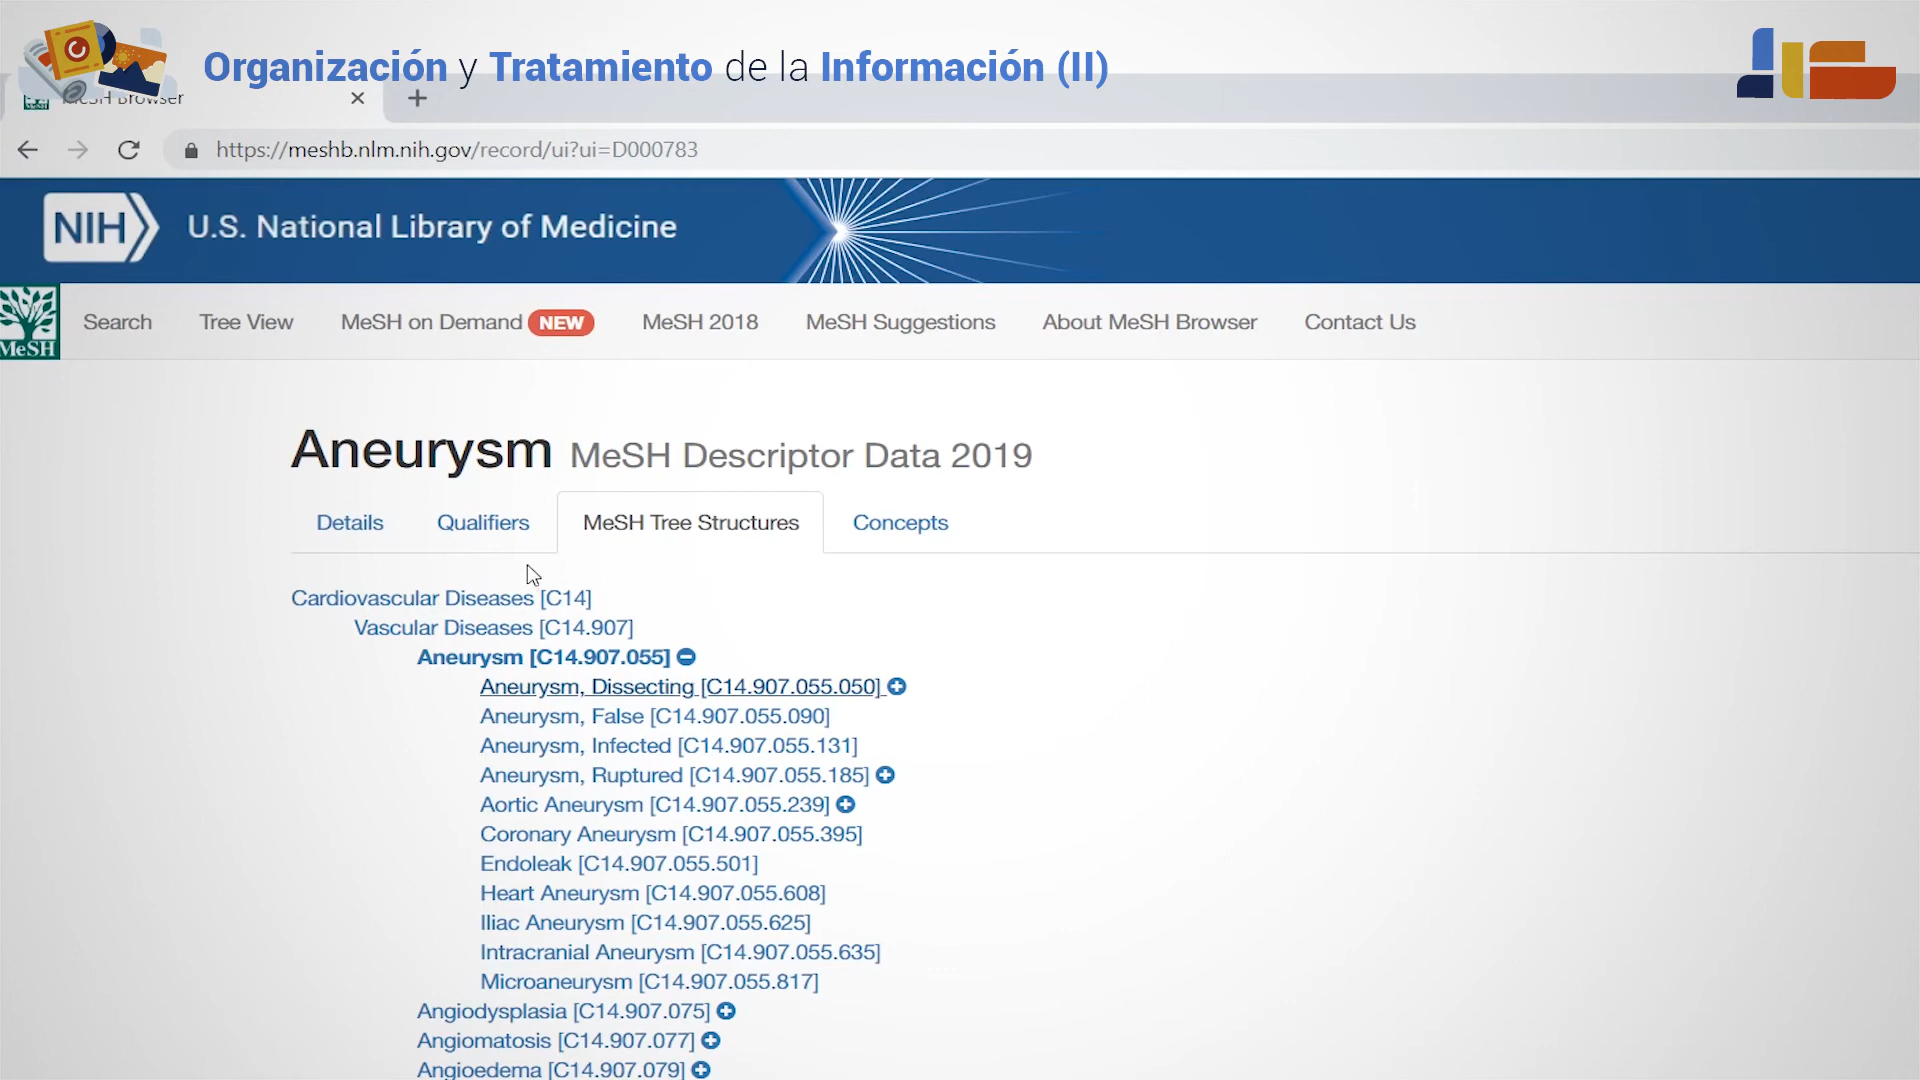 Organización y Tratamiento de la Información (II)
MeSH Browser
https://meshb.nlm.nih.gov/record/ui?ui=D000783
NIH U.S. National Library of Medicine
MeSH Search Tree View MeSH on Demand NEW MeSH 2018 MeSH Suggestions About MeSH Browser Contact Us
Aneurysm MeSH Descriptor Data 2019
Details Qualifiers MeSH Tree Structures Concepts
Cardiovascular Diseases [C14]
Vascular Diseases [C14.907]
Aneurysm [C14.907.055]
Aneurysm, Dissecting [C14.907.055.050]
Aneurysm, False [C14.907.055.090]
Aneurysm, Infected [C14.907.055.131]
Aneurysm, Ruptured [C14.907.055.185]
Aortic Aneurysm [C14.907.055.239]
Coronary Aneurysm [C14.907.055.395]
Endoleak [C14.907.055.501]
Heart Aneurysm [C14.907.055.608]
Iliac Aneurysm [C14.907.055.625]
Intracranial Aneurysm [C14.907.055.635]
Microaneurysm [C14.907.055.817]
Angiodysplasia [C14.907.075]
Angiomatosis [C14.907.077]
Angioedema [C14.907.079]